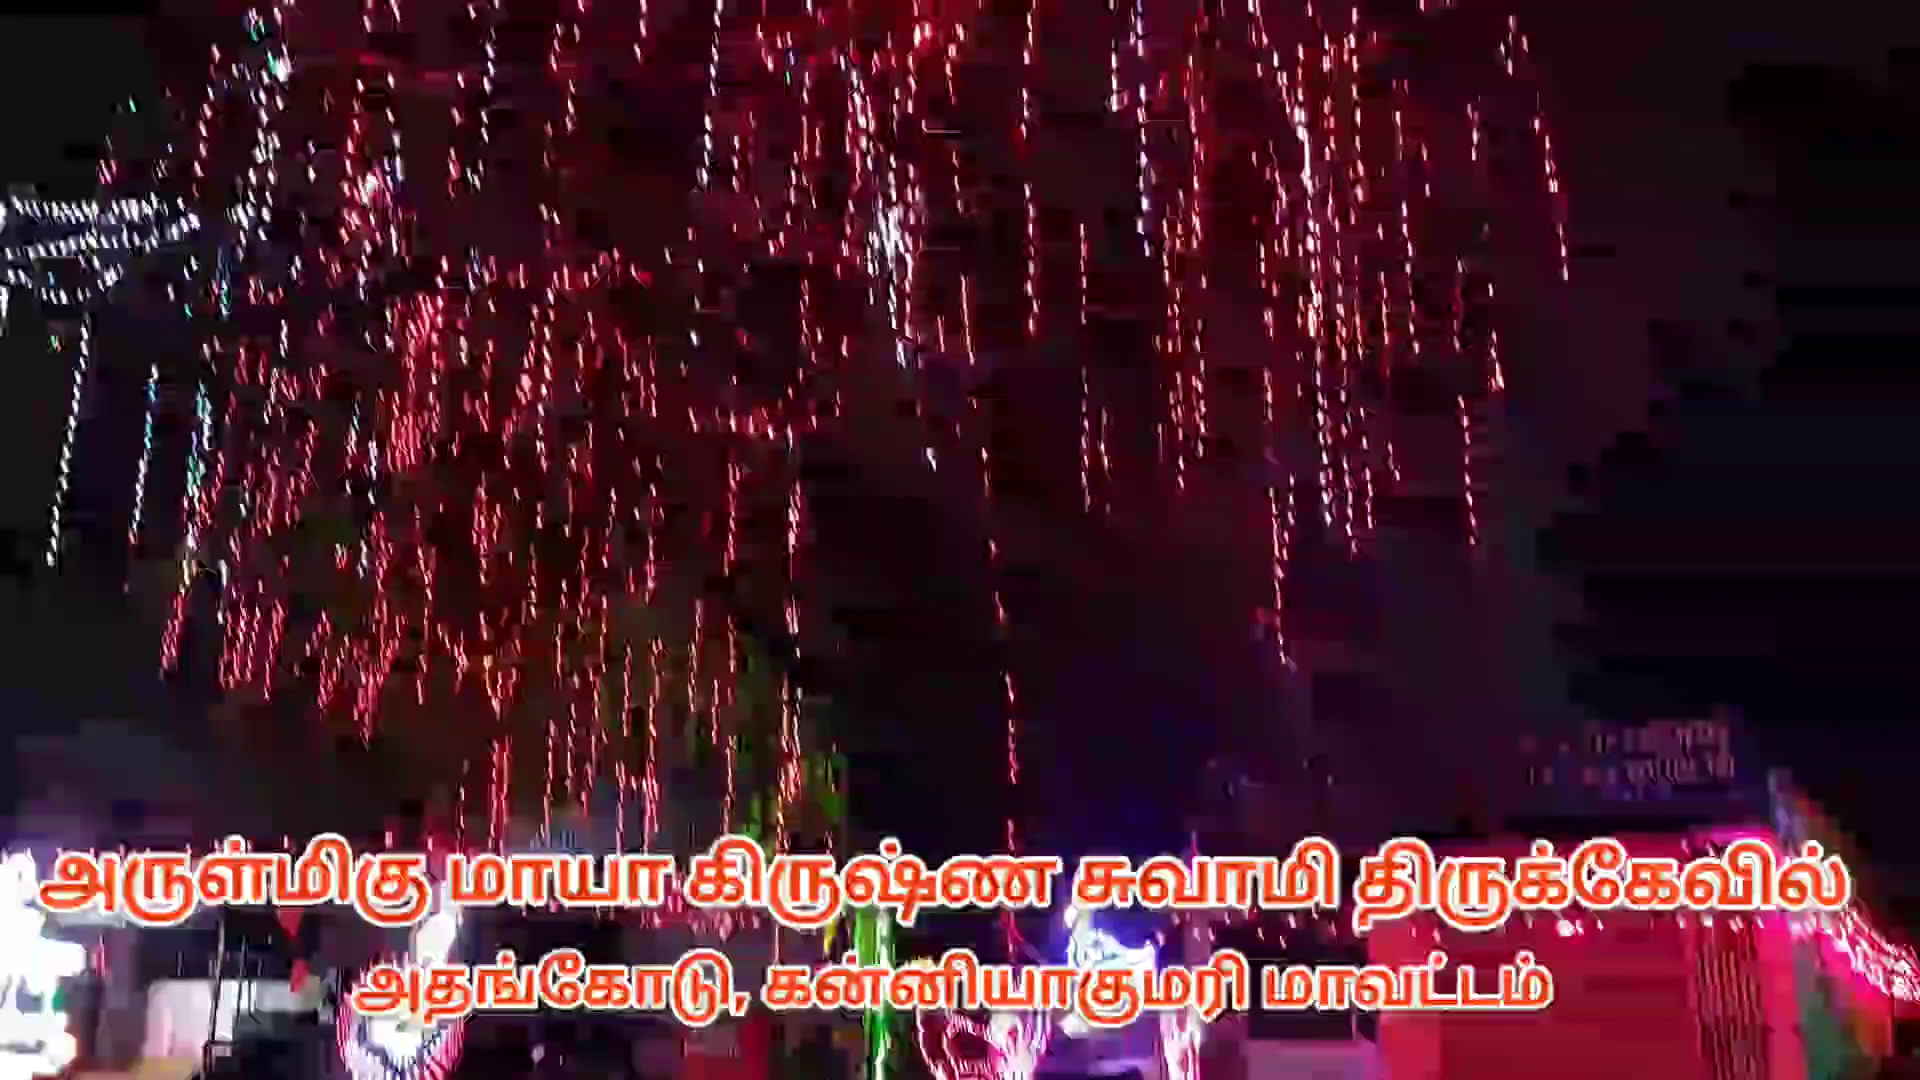 அருள்மிகு மாயா கிருஷ்ண சுவாமி திருக்கேவில்
அதங்கோடு, கன்னியாகுமரி மாவட்டம்